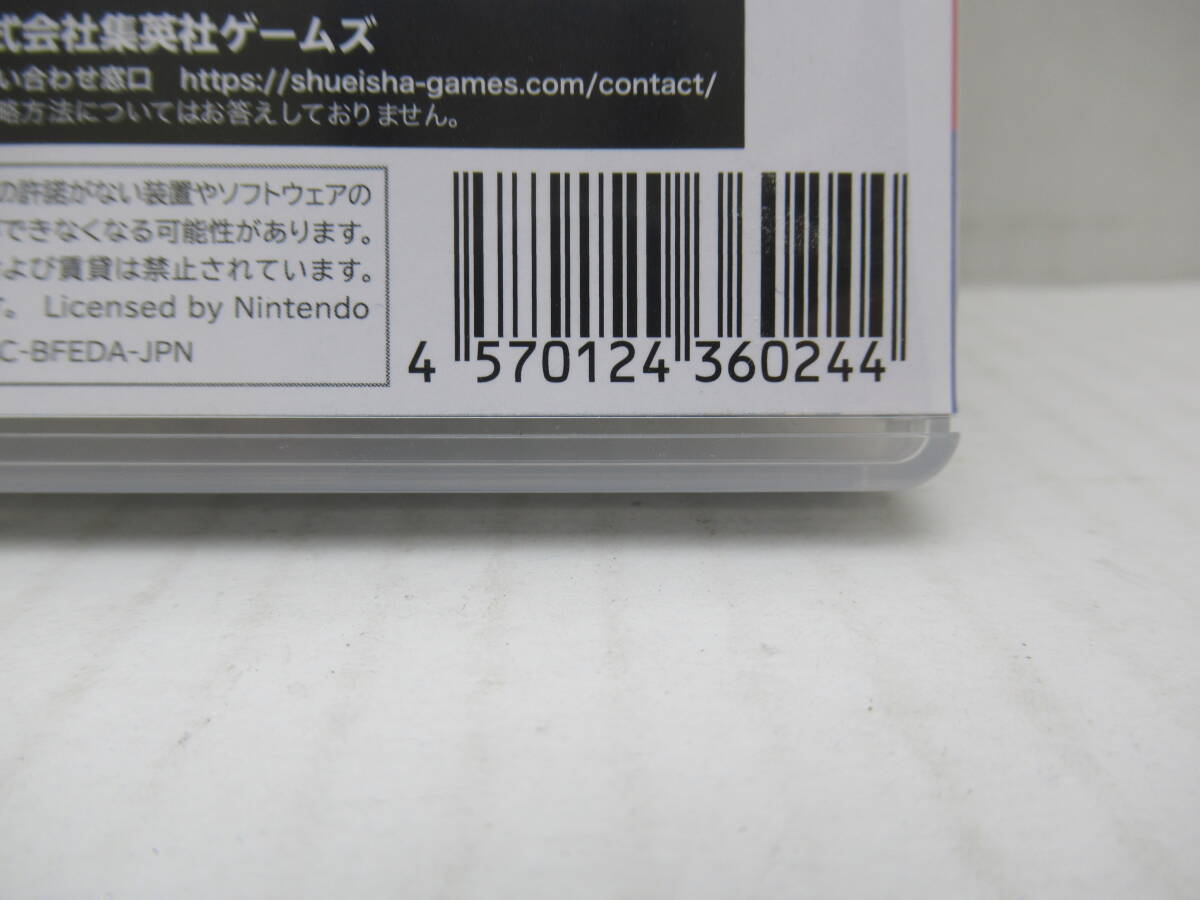 式会社集英社ゲームズ
い合わせ窓口 https://shueisha-games.com/contact/
略方法についてはお答えしておりません。
の許諾がない装置やソフトウェアの
できなくなる可能性があります。
および賃貸は禁止されています。
す。 Licensed by Nintendo
C-BFEDA-JPN
4 570124 360244